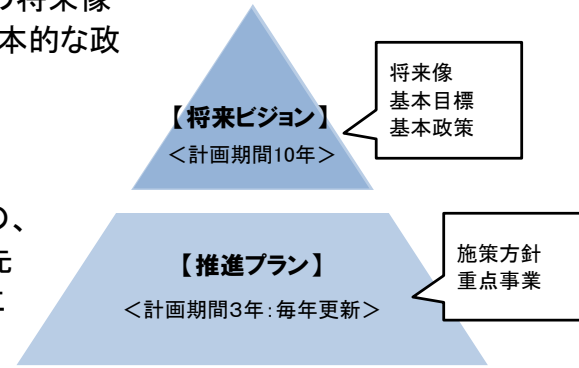 の将来像
本的な政
【将来ビジョン】
＜計画期間10年＞
将来像
基本目標
基本政策
の、
元
【推進プラン】
＜計画期間３年：毎年更新＞
施策方針
重点事業